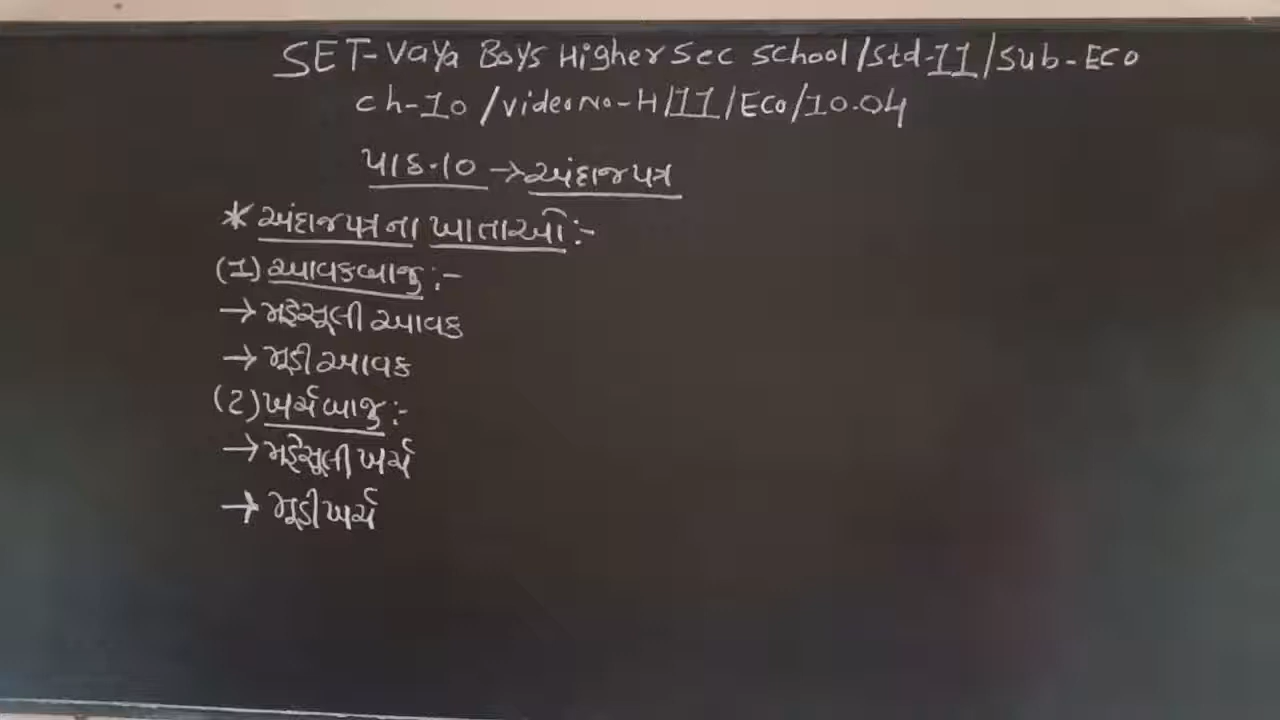 SET-Vaya Boys Higher Sec School/Std-11/Sub-Eco
Ch-10/Video No-H/11/Eco/10.04
પાઠ-10 → અંદાજપત્ર
* અંદાજપત્રના ખાતાઓ :-
(1) આવકબાજુ :-
→ મહેસૂલી આવક
→ મૂડી આવક
(2) ખર્ચબાજુ :-
→ મહેસૂલી ખર્ચ
→ મૂડી ખર્ચ